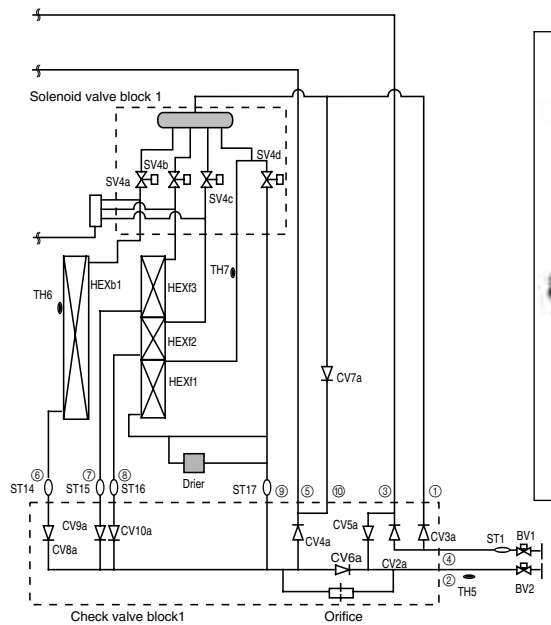 Solenoid valve block 1
SV4a
SV4b
SV4c
SV4d
TH6
HEXb1
HEXf3
HEXf2
HEXf1
TH7
CV7a
Drier
⑥
⑦
⑧
⑨
⑤
⑩
③
①
ST14
ST15
ST16
ST17
CV9a
CV8a
CV10a
CV4a
CV5a
CV6a
CV2a
CV3a
ST1
BV1
④
②
TH5
BV2
Check valve block1
Orifice